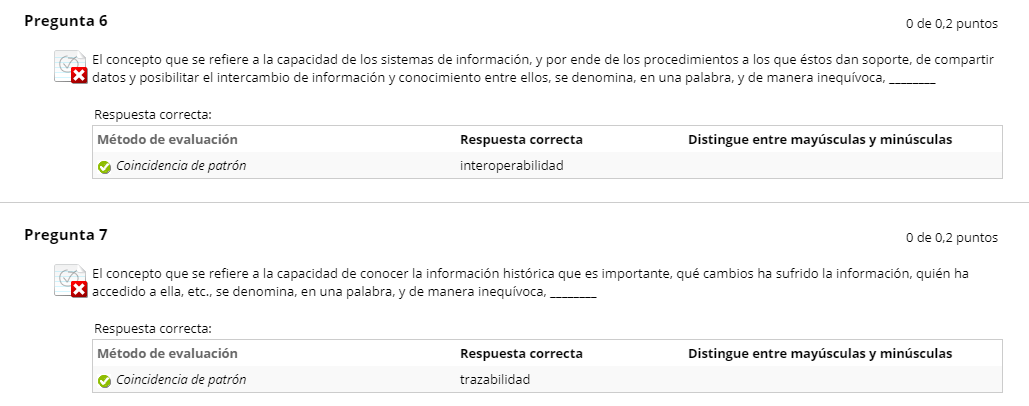 Pregunta 6
0 de 0,2 puntos
El concepto que se refiere a la capacidad de los sistemas de información, y por ende de los procedimientos a los que éstos dan soporte, de compartir
datos y posibilitar el intercambio de información y conocimiento entre ellos, se denomina, en una palabra, y de manera inequívoca, ________
Respuesta correcta:
Método de evaluación Respuesta correcta Distingue entre mayúsculas y minúsculas
Coincidencia de patrón interoperabilidad
Pregunta 7
0 de 0,2 puntos
El concepto que se refiere a la capacidad de conocer la información histórica que es importante, qué cambios ha sufrido la información, quién ha
accedido a ella, etc., se denomina, en una palabra, y de manera inequívoca, ________
Respuesta correcta:
Método de evaluación Respuesta correcta Distingue entre mayúsculas y minúsculas
Coincidencia de patrón trazabilidad